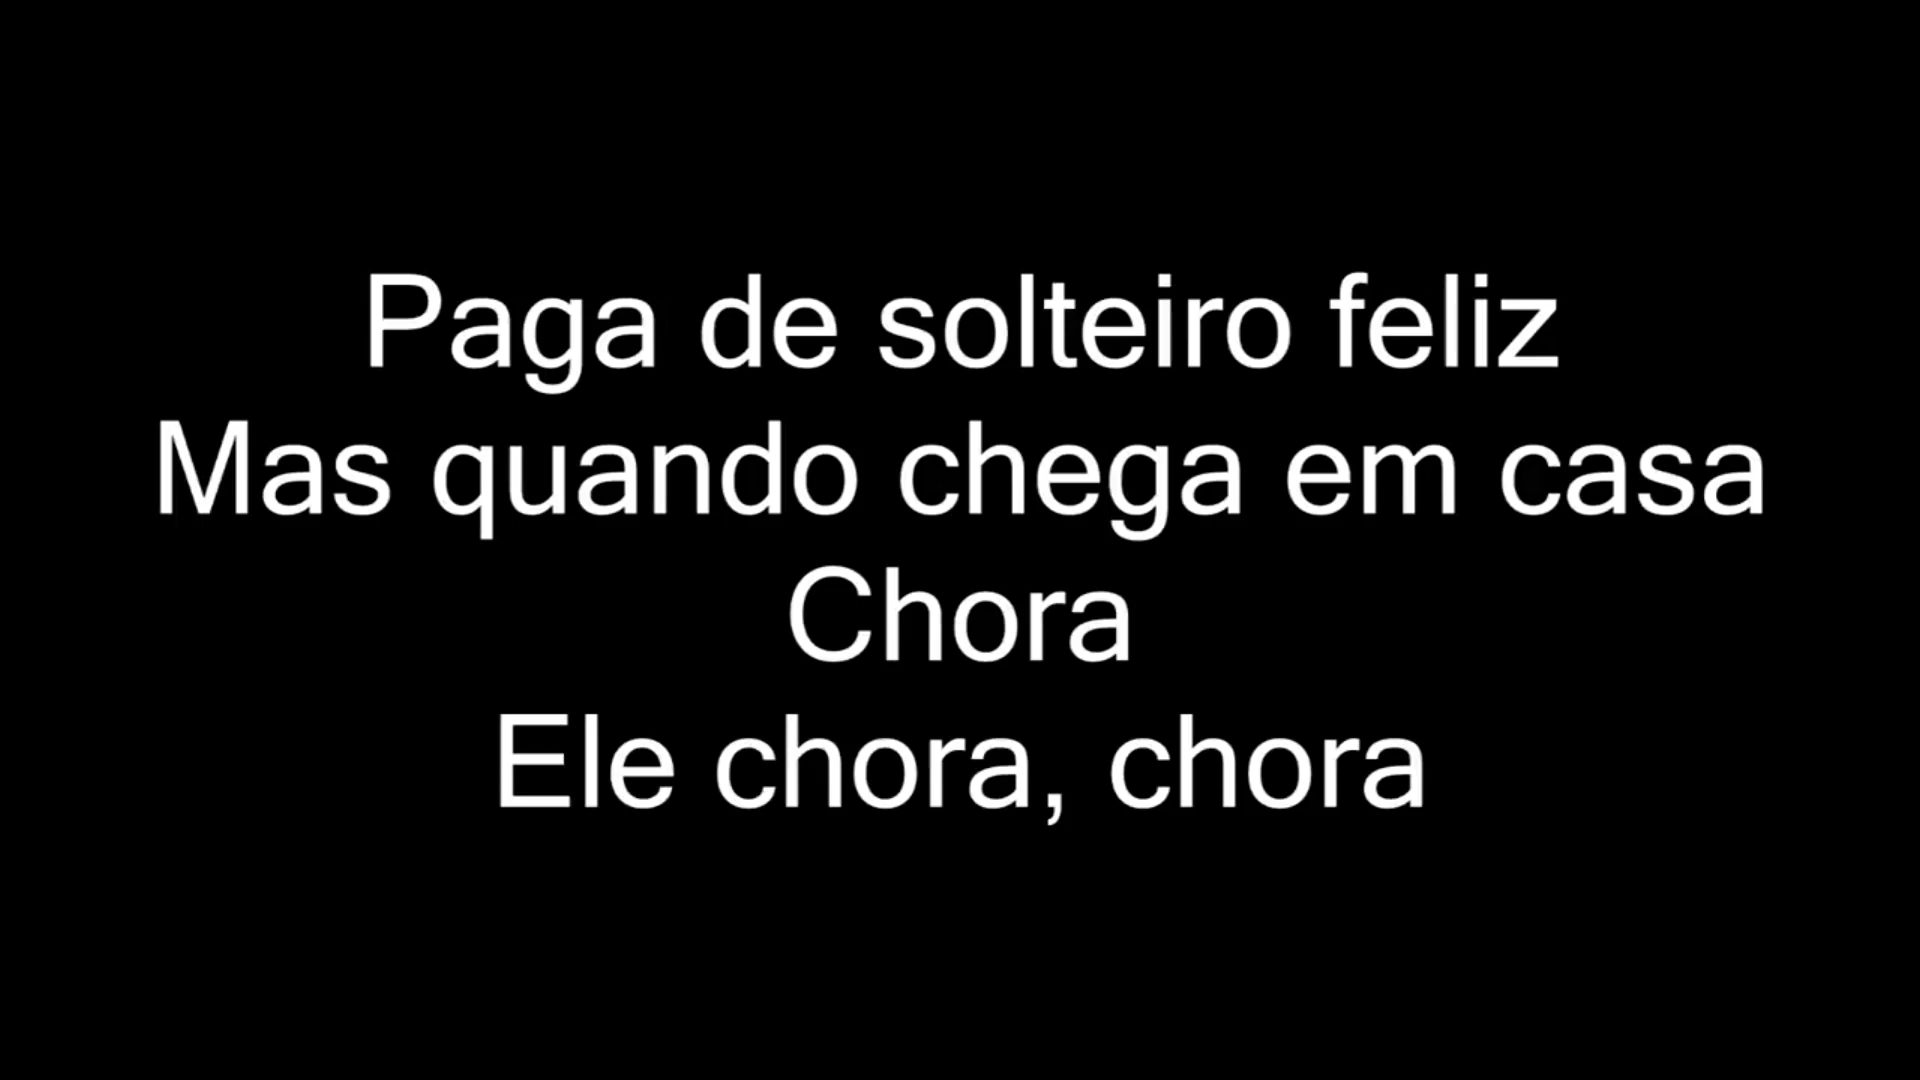 Paga de solteiro feliz
Mas quando chega em casa
Chora
Ele chora, chora